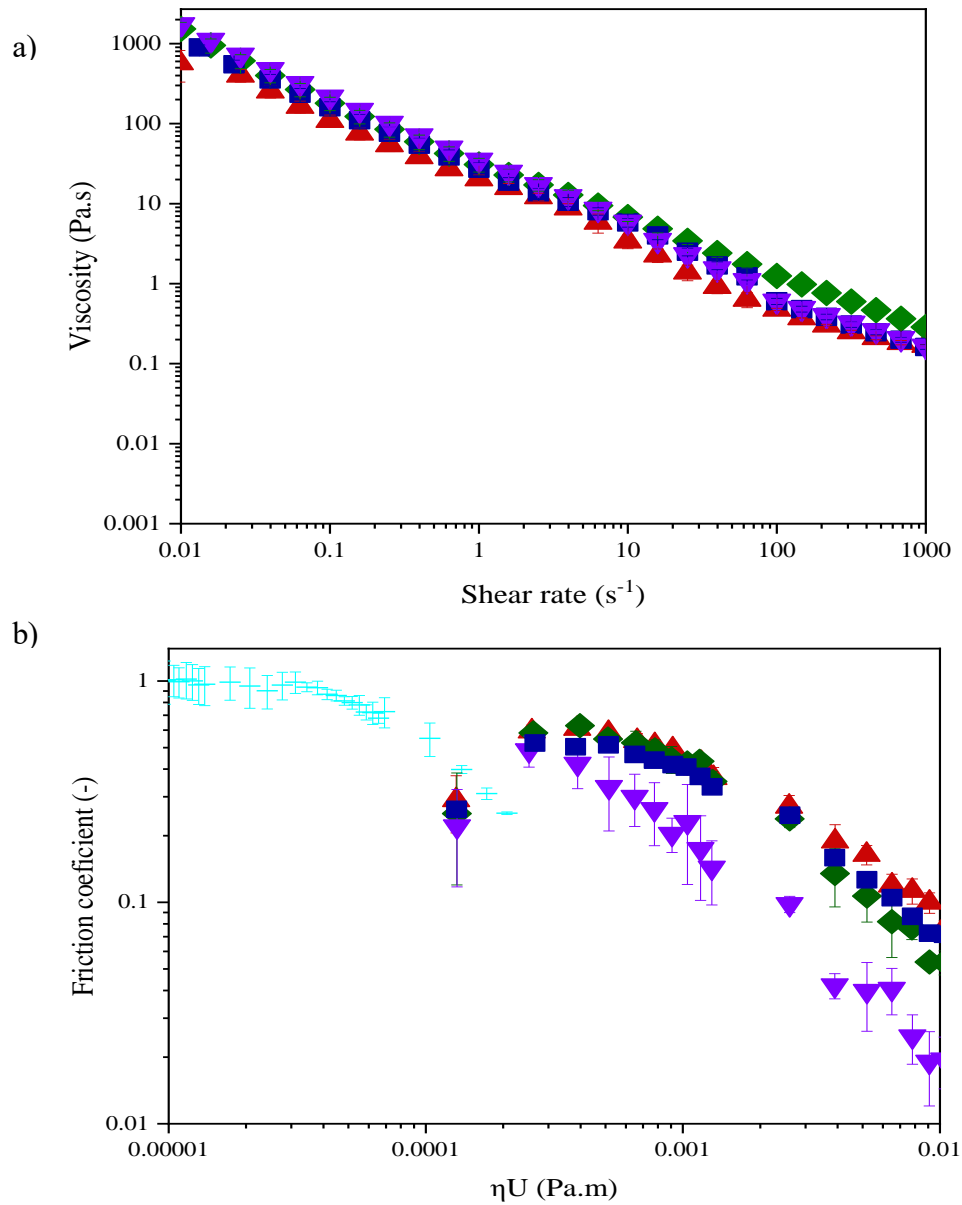 a)
1000
100
10
1
0.1
0.01
0.001
Viscosity (Pa.s)
0.01 0.1 1 10 100 1000
Shear rate (s⁻¹)
b)
1
0.1
0.01
Friction coeficient (-)
0.00001 0.0001 0.001 0.01
ηU (Pa.m)